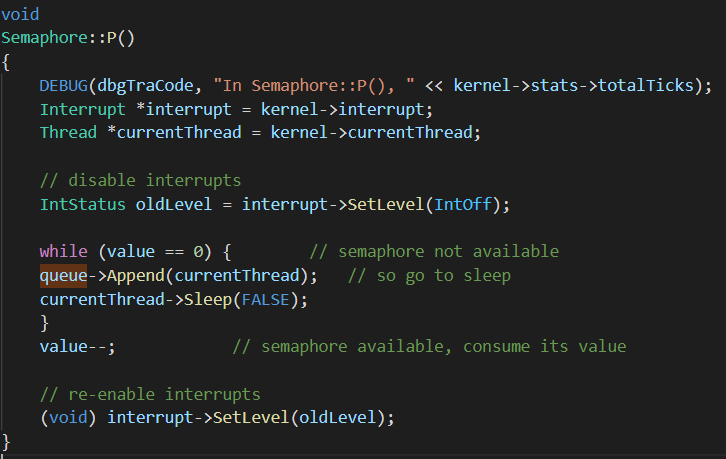 void
Semaphore::P()
{
    DEBUG(dbgTraCode, "In Semaphore::P(), " << kernel->stats->totalTicks);
    Interrupt *interrupt = kernel->interrupt;
    Thread *currentThread = kernel->currentThread;

    // disable interrupts
    IntStatus oldLevel = interrupt->SetLevel(IntOff);

    while (value == 0) {        // semaphore not available
    queue->Append(currentThread);   // so go to sleep
    currentThread->Sleep(FALSE);
    }
    value--;            // semaphore available, consume its value

    // re-enable interrupts
    (void) interrupt->SetLevel(oldLevel);
}